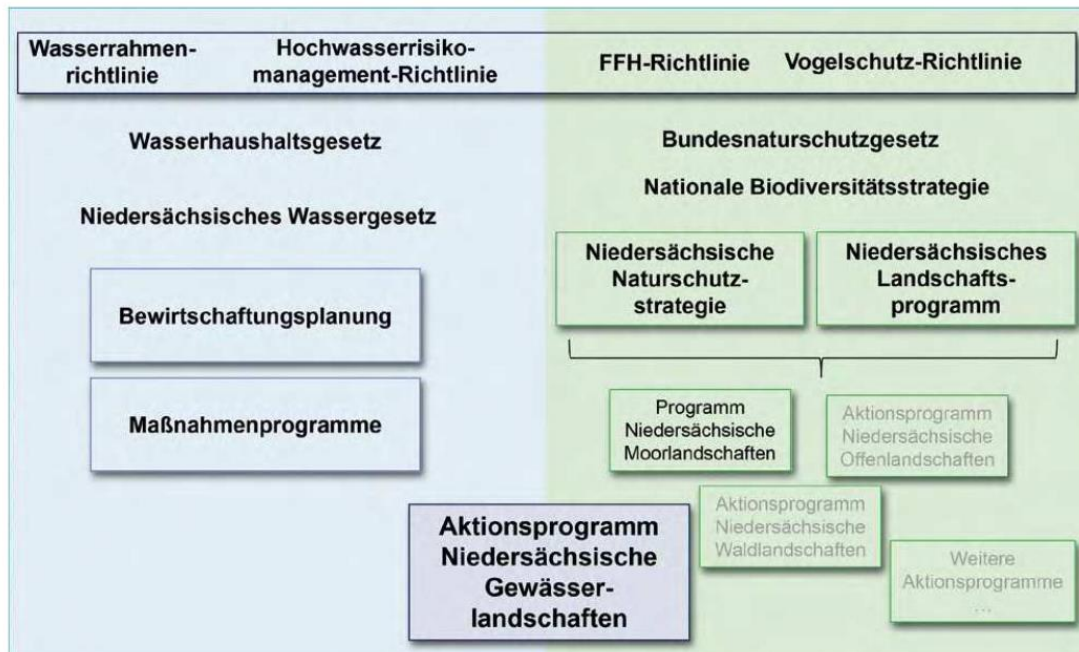 Wasserrahmen-
richtlinie
Hochwasserrisiko-
management-Richtlinie
FFH-Richtlinie
Vogelschutz-Richtlinie
Wasserhaushaltsgesetz
Niedersächsisches Wassergesetz
Bewirtschaftungsplanung
Maßnahmenprogramme
Bundesnaturschutzgesetz
Nationale Biodiversitätsstrategie
Niedersächsische
Naturschutz-
strategie
Niedersächsisches
Landschafts-
programm
Programm
Niedersächsische
Moorlandschaften
Aktionsprogramm
Niedersächsische
Offenlandschaften
Aktionsprogramm
Niedersächsische
Waldlandschaften
Weitere
Aktionsprogramme
...
Aktionsprogramm
Niedersächsische
Gewässer-
landschaften